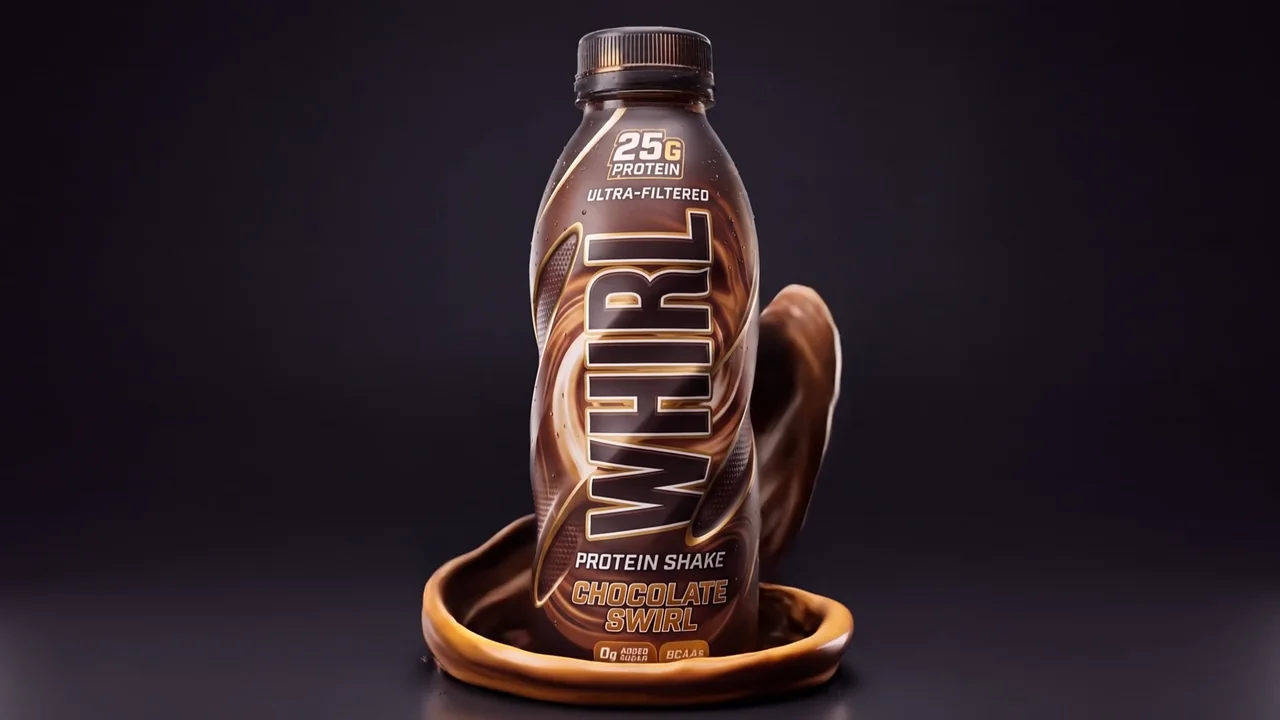 25G
PROTEIN
ULTRA-FILTERED
WHIRL
PROTEIN SHAKE
CHOCOLATE
SWIRL
0g ADDED SUGAR
BCAAs